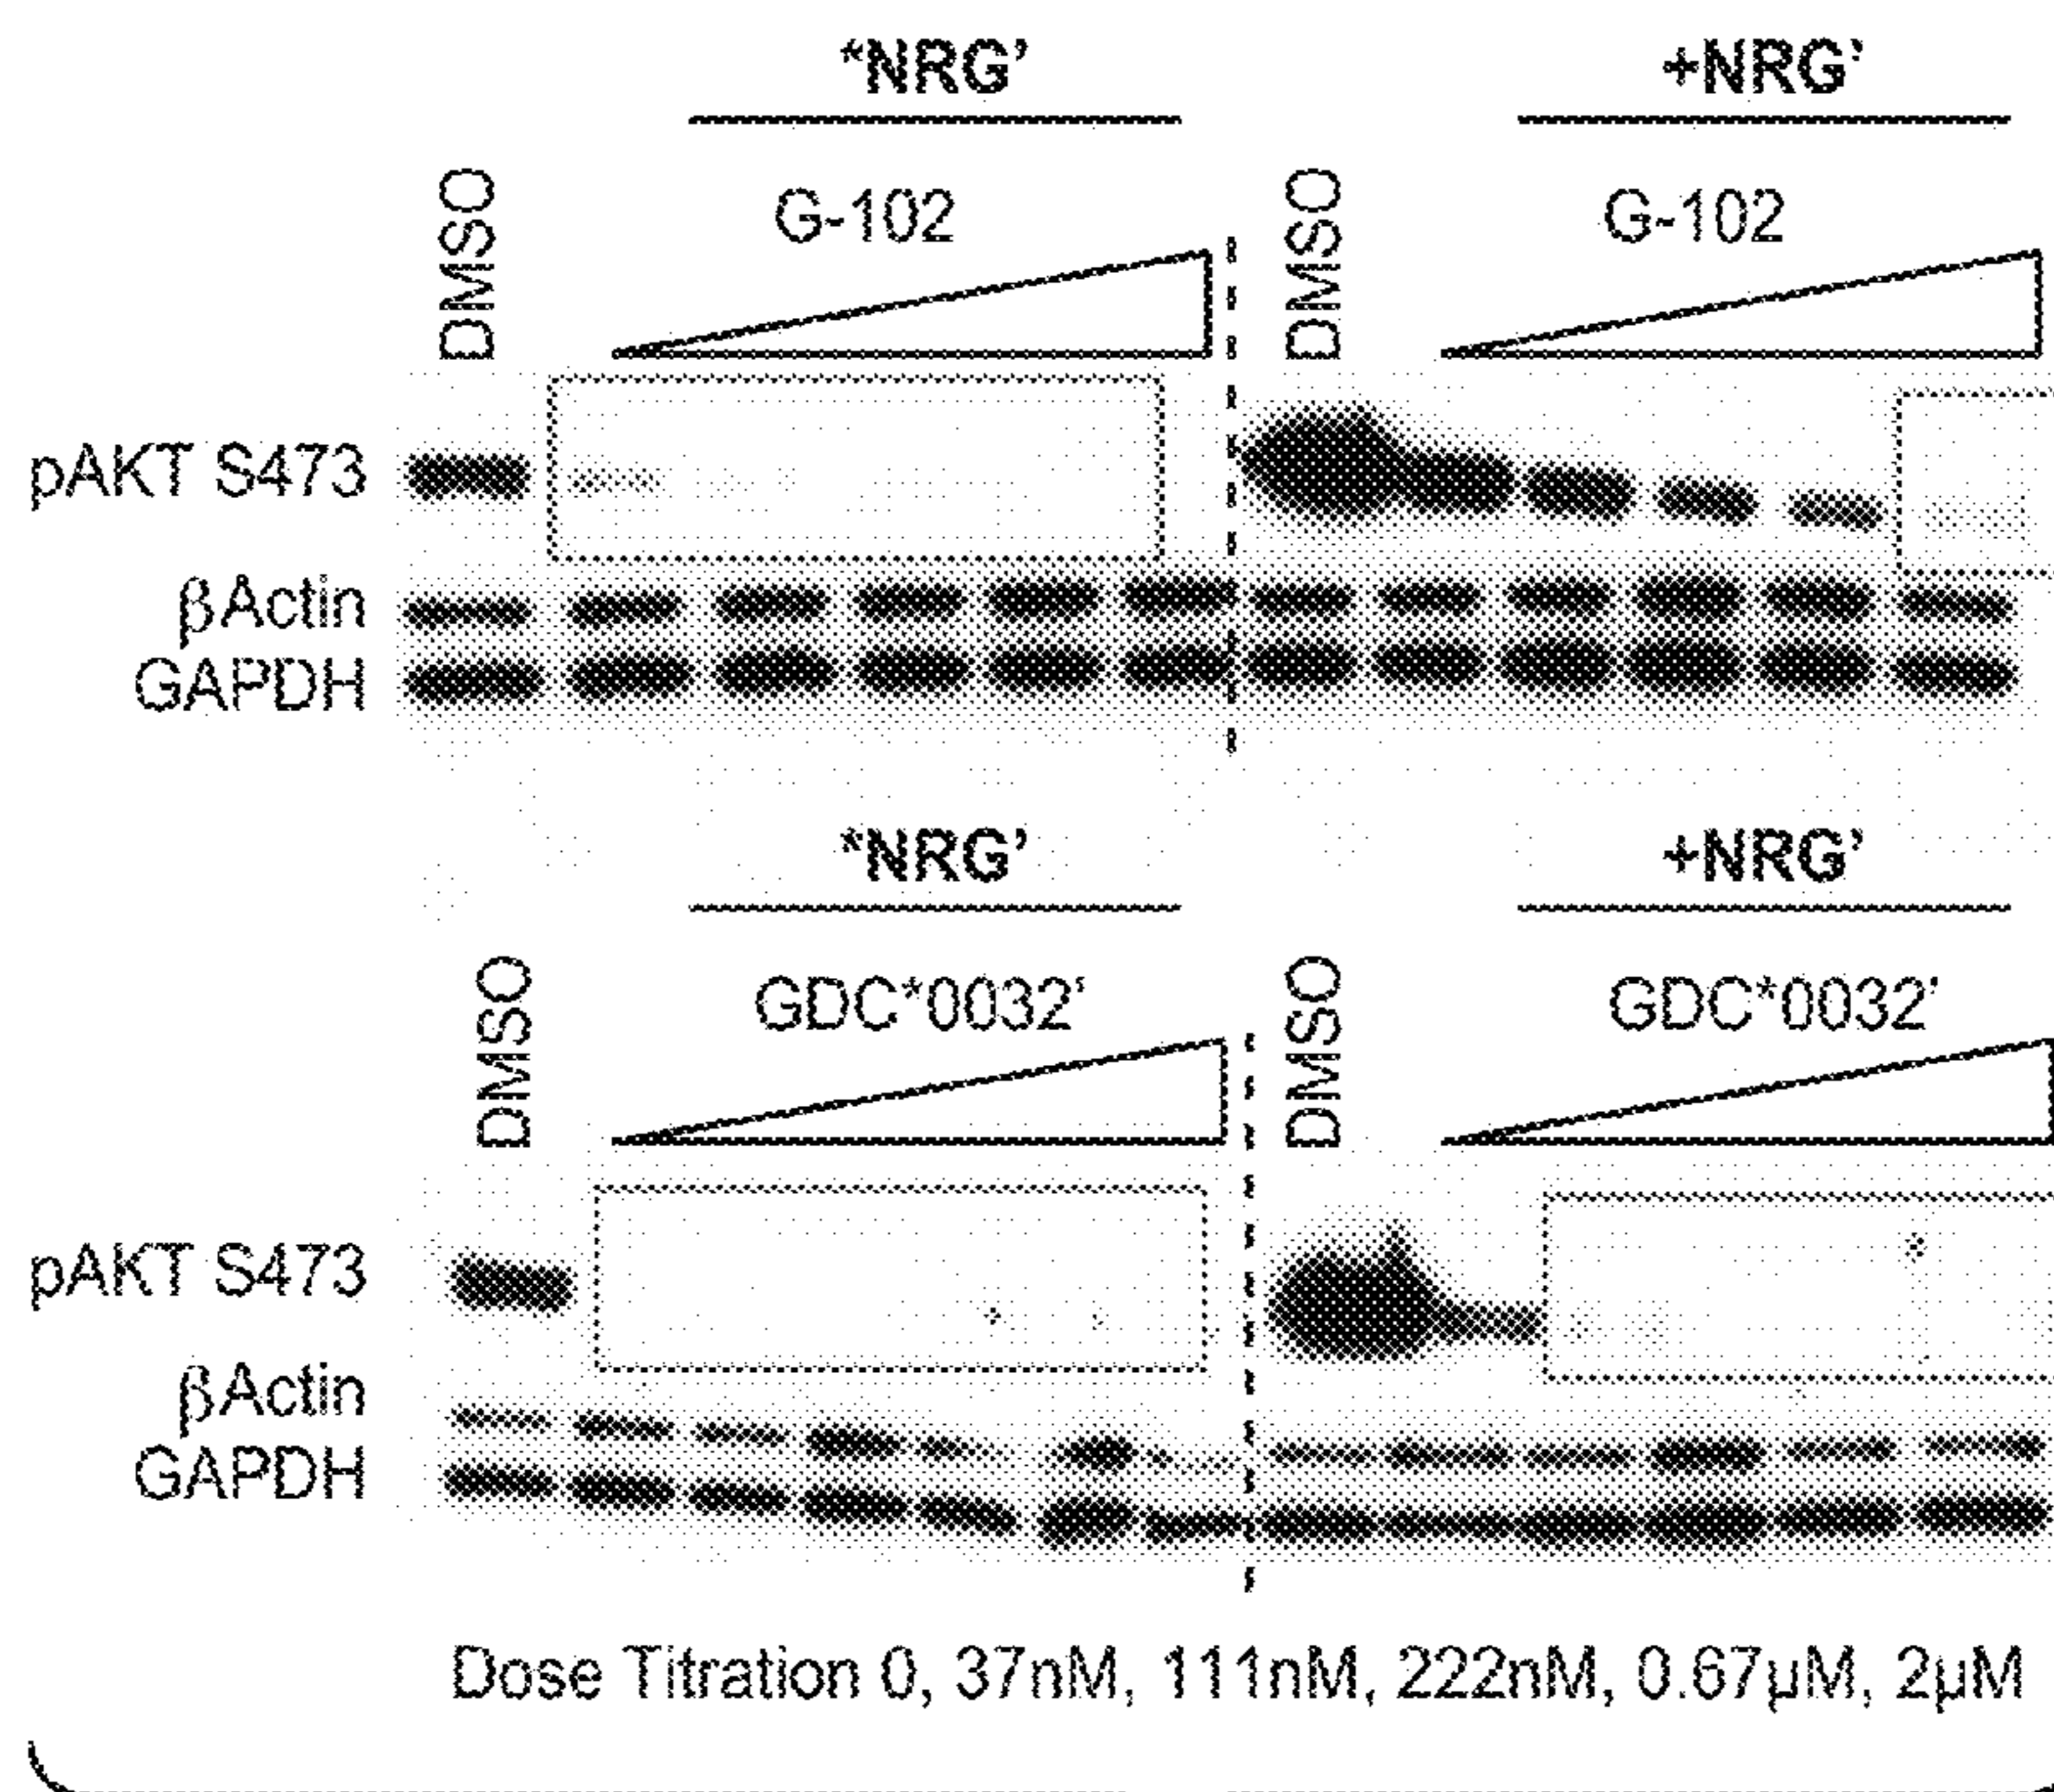 *NRG' +NRG'
DMSO G-102 DMSO G-102
pAKT S473
βActin
GAPDH
*NRG' +NRG'
DMSO GDC*0032' DMSO GDC*0032'
pAKT S473
βActin
GAPDH
Dose Titration 0, 37nM, 111nM, 222nM, 0.67µM, 2µM